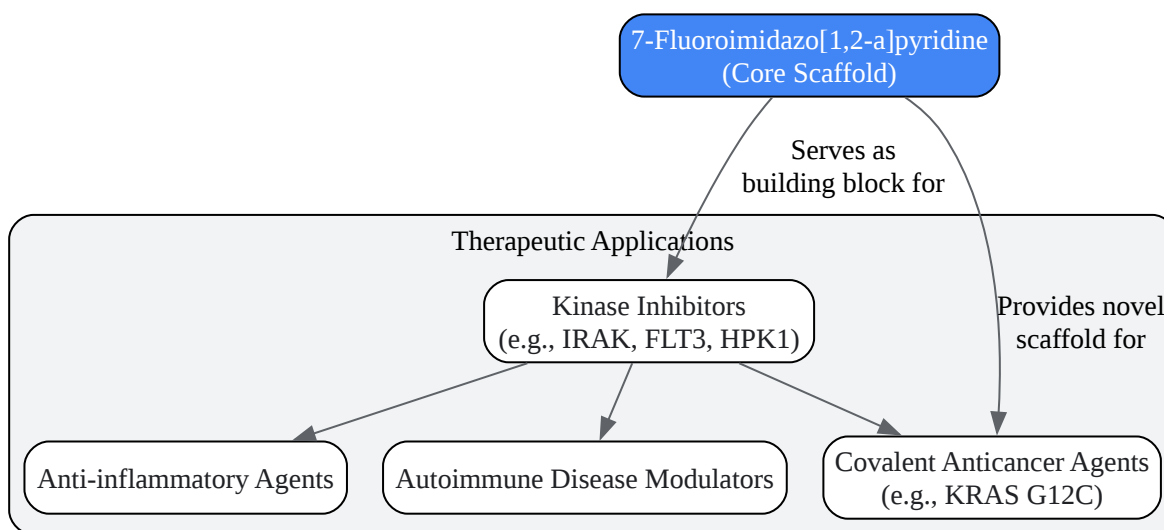 7-Fluoroimidazo[1,2-a]pyridine
(Core Scaffold)
Serves as
building block for
Therapeutic Applications
Kinase Inhibitors
(e.g., IRAK, FLT3, HPK1)
Provides novel
scaffold for
Anti-inflammatory Agents
Autoimmune Disease Modulators
Covalent Anticancer Agents
(e.g., KRAS G12C)